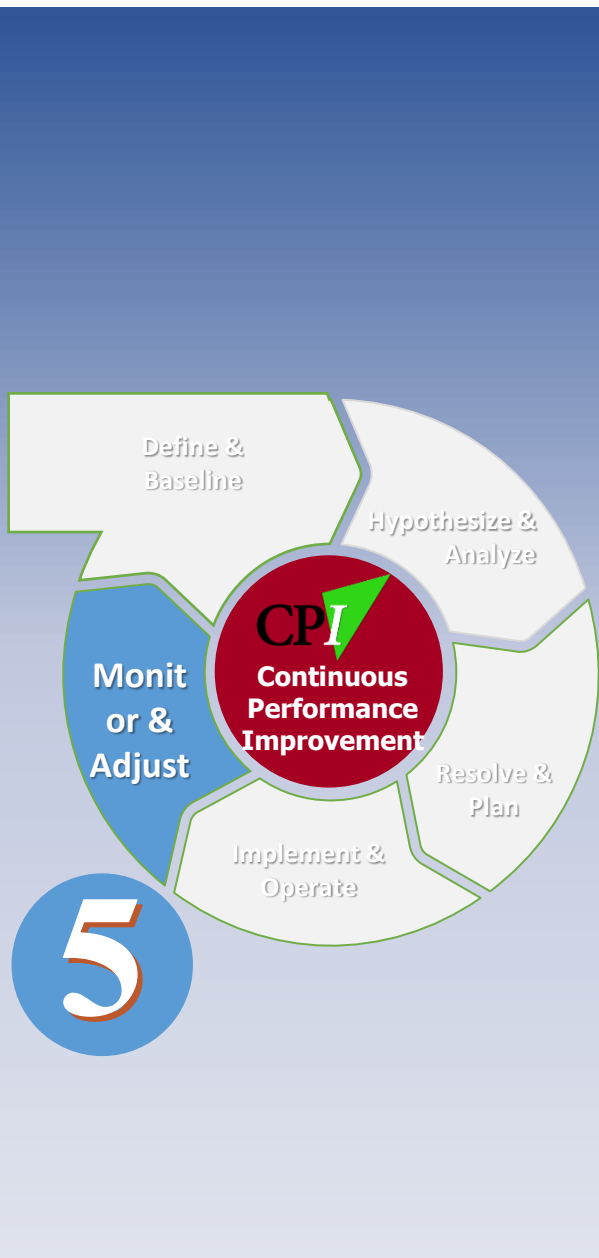 Define &
Baseline
Hypothesize &
Analyze
CPI
Continuous
Performance
Improvement
Monit
or &
Adjust
Resolve &
Plan
Implement &
Operate
5